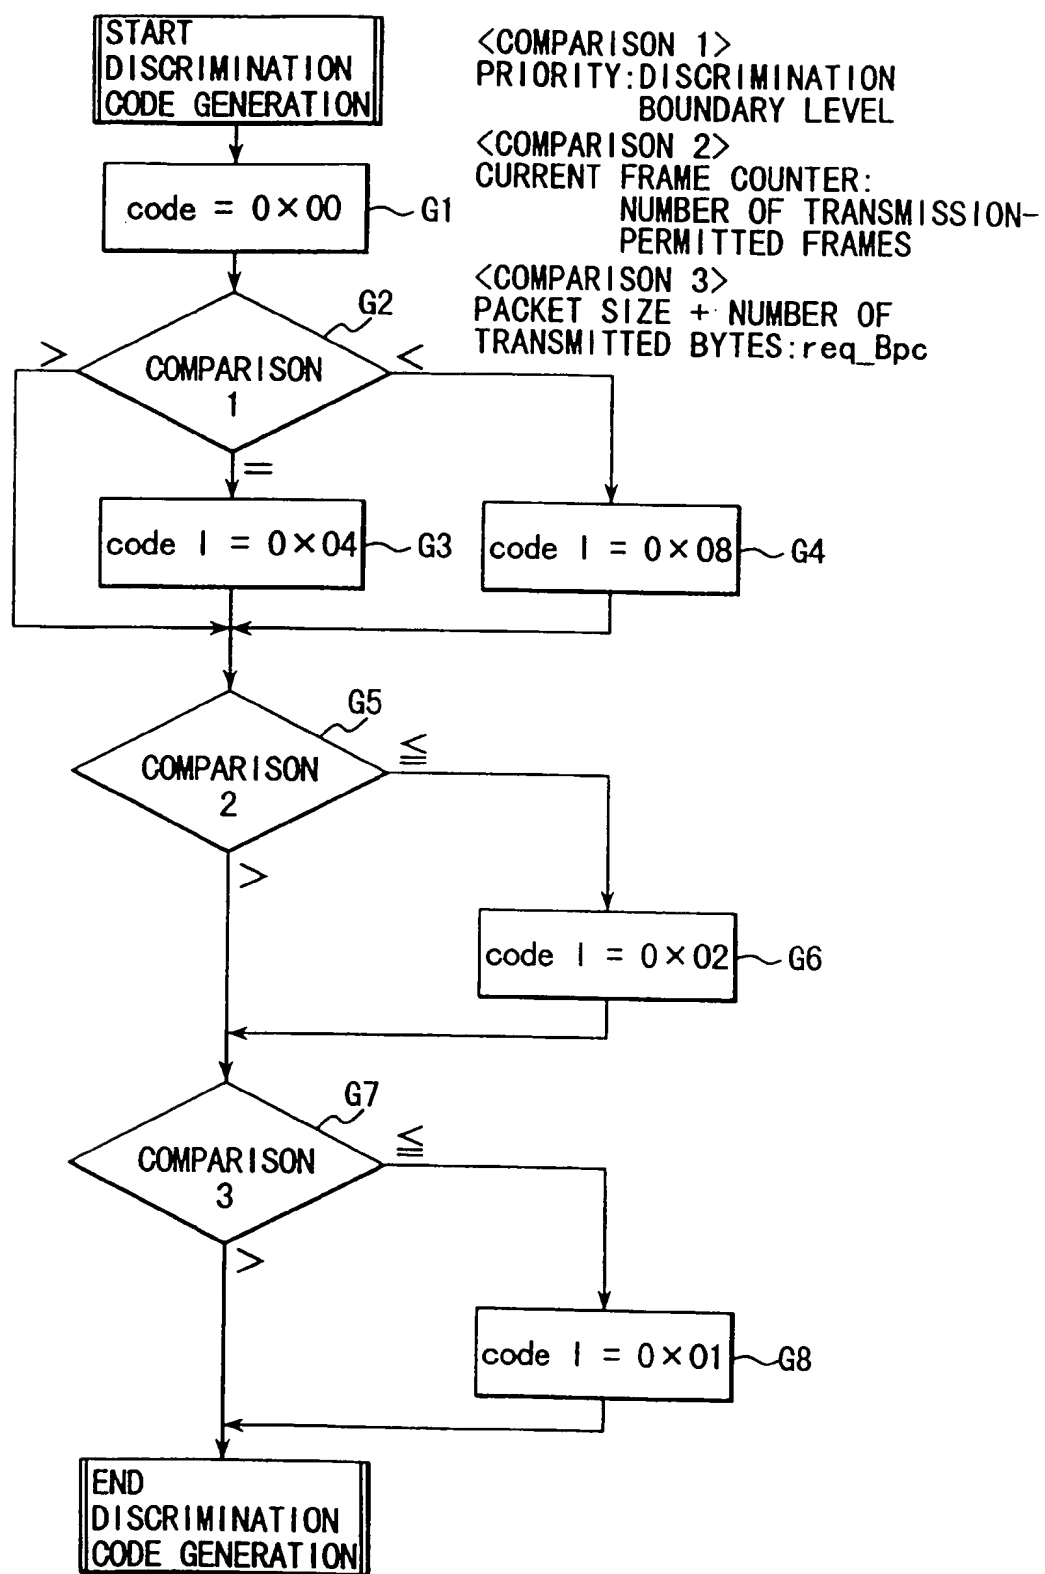 START
DISCRIMINATION
CODE GENERATION
<COMPARISON 1>
PRIORITY:DISCRIMINATION
BOUNDARY LEVEL
<COMPARISON 2>
CURRENT FRAME COUNTER:
NUMBER OF TRANSMISSION-
PERMITTED FRAMES
<COMPARISON 3>
PACKET SIZE + NUMBER OF
TRANSMITTED BYTES:req_Bpc
code = 0×00
G1
G2
>
COMPARISON
1
<
=
code | = 0×04
G3
code | = 0×08
G4
G5
COMPARISON
2
≦
>
code | = 0×02
G6
G7
COMPARISON
3
≦
>
code | = 0×01
G8
END
DISCRIMINATION
CODE GENERATION